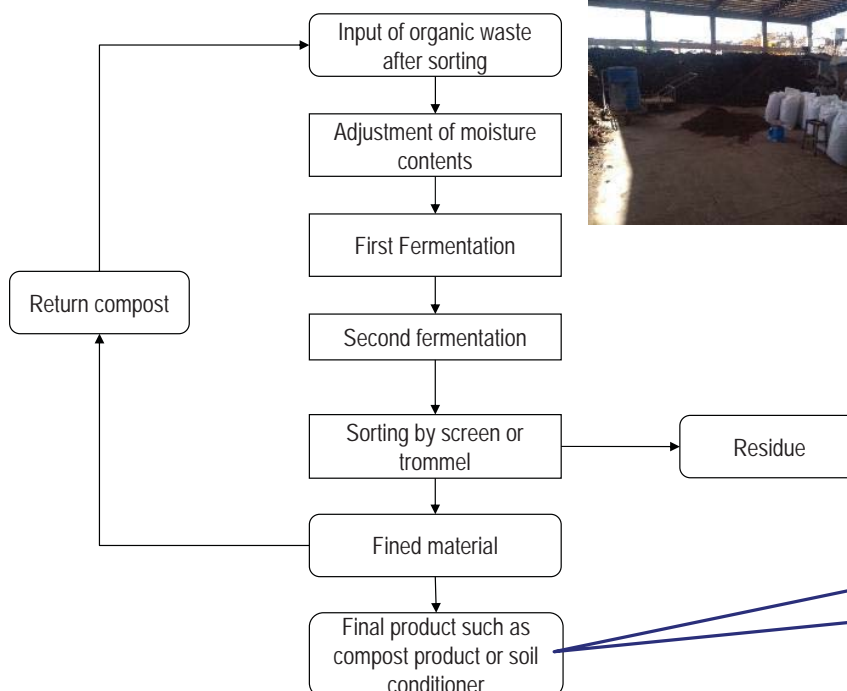 Input of organic waste
after sorting
Adjustment of moisture
contents
First Fermentation
Return compost
Second fermentation
Sorting by screen or
trommel
Residue
Fined material
Final product such as
compost product or soil
conditioner